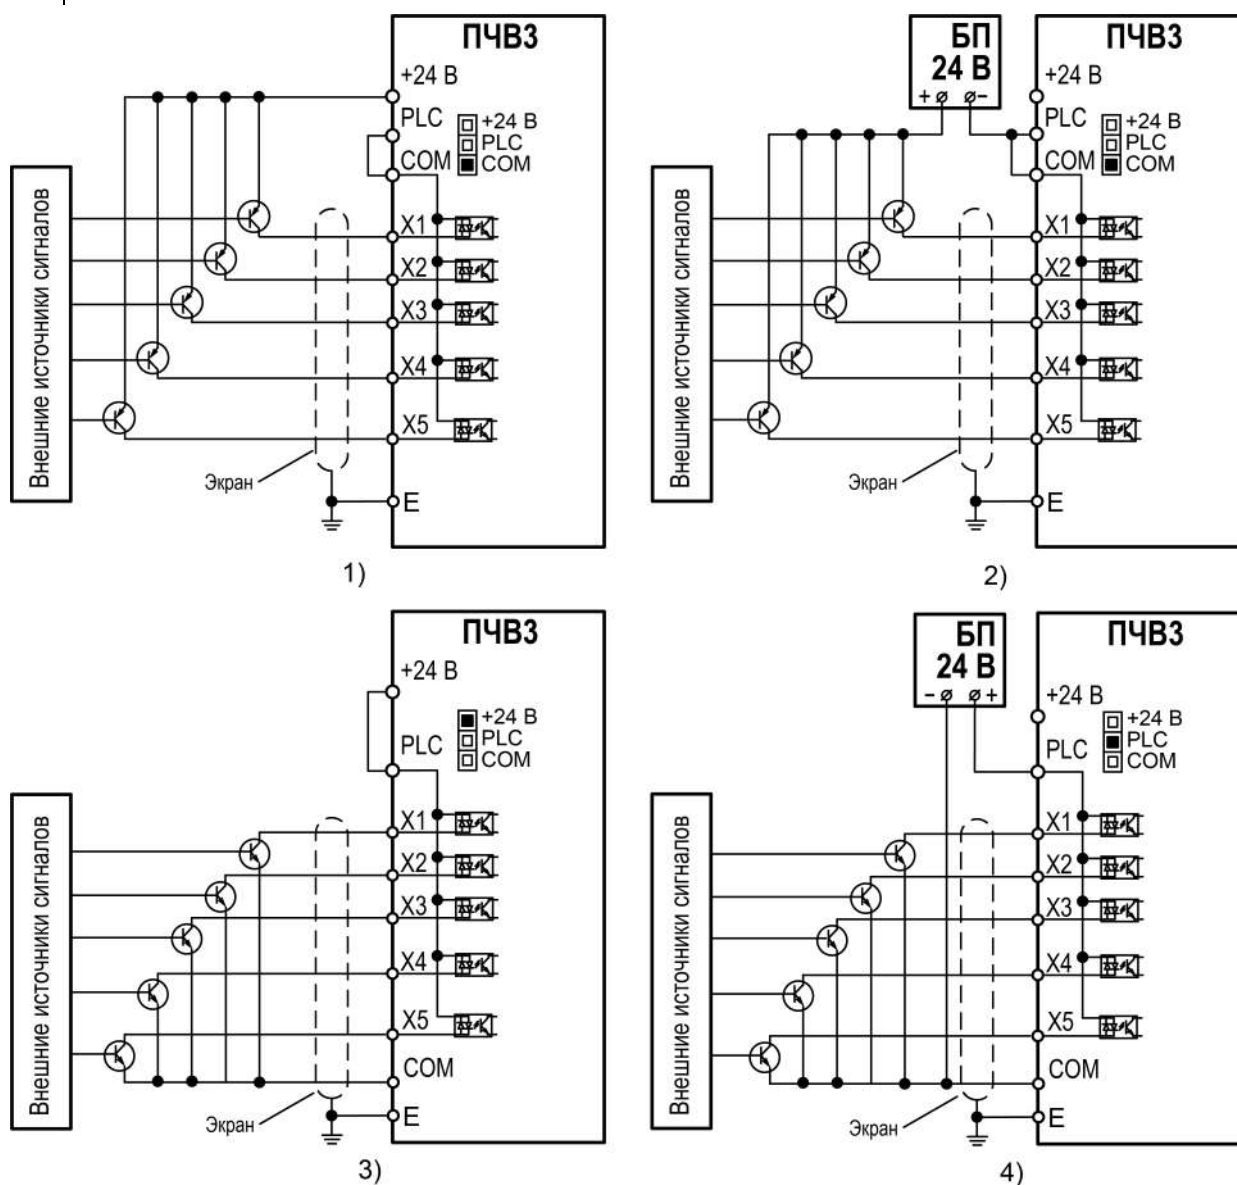 ПЧВ3
+24 В
PLC
+24 В
PLC
COM
COM
X1
X2
X3
X4
X5
E
Внешние источники сигналов
Экран
1)
БП
24 В
+ –
ПЧВ3
+24 В
PLC
+24 В
PLC
COM
COM
X1
X2
X3
X4
X5
E
Внешние источники сигналов
Экран
2)
ПЧВ3
+24 В
+24 В
PLC
COM
PLC
X1
X2
X3
X4
X5
COM
E
Внешние источники сигналов
Экран
3)
БП
24 В
– +
ПЧВ3
+24 В
+24 В
PLC
COM
PLC
X1
X2
X3
X4
X5
COM
E
Внешние источники сигналов
Экран
4)